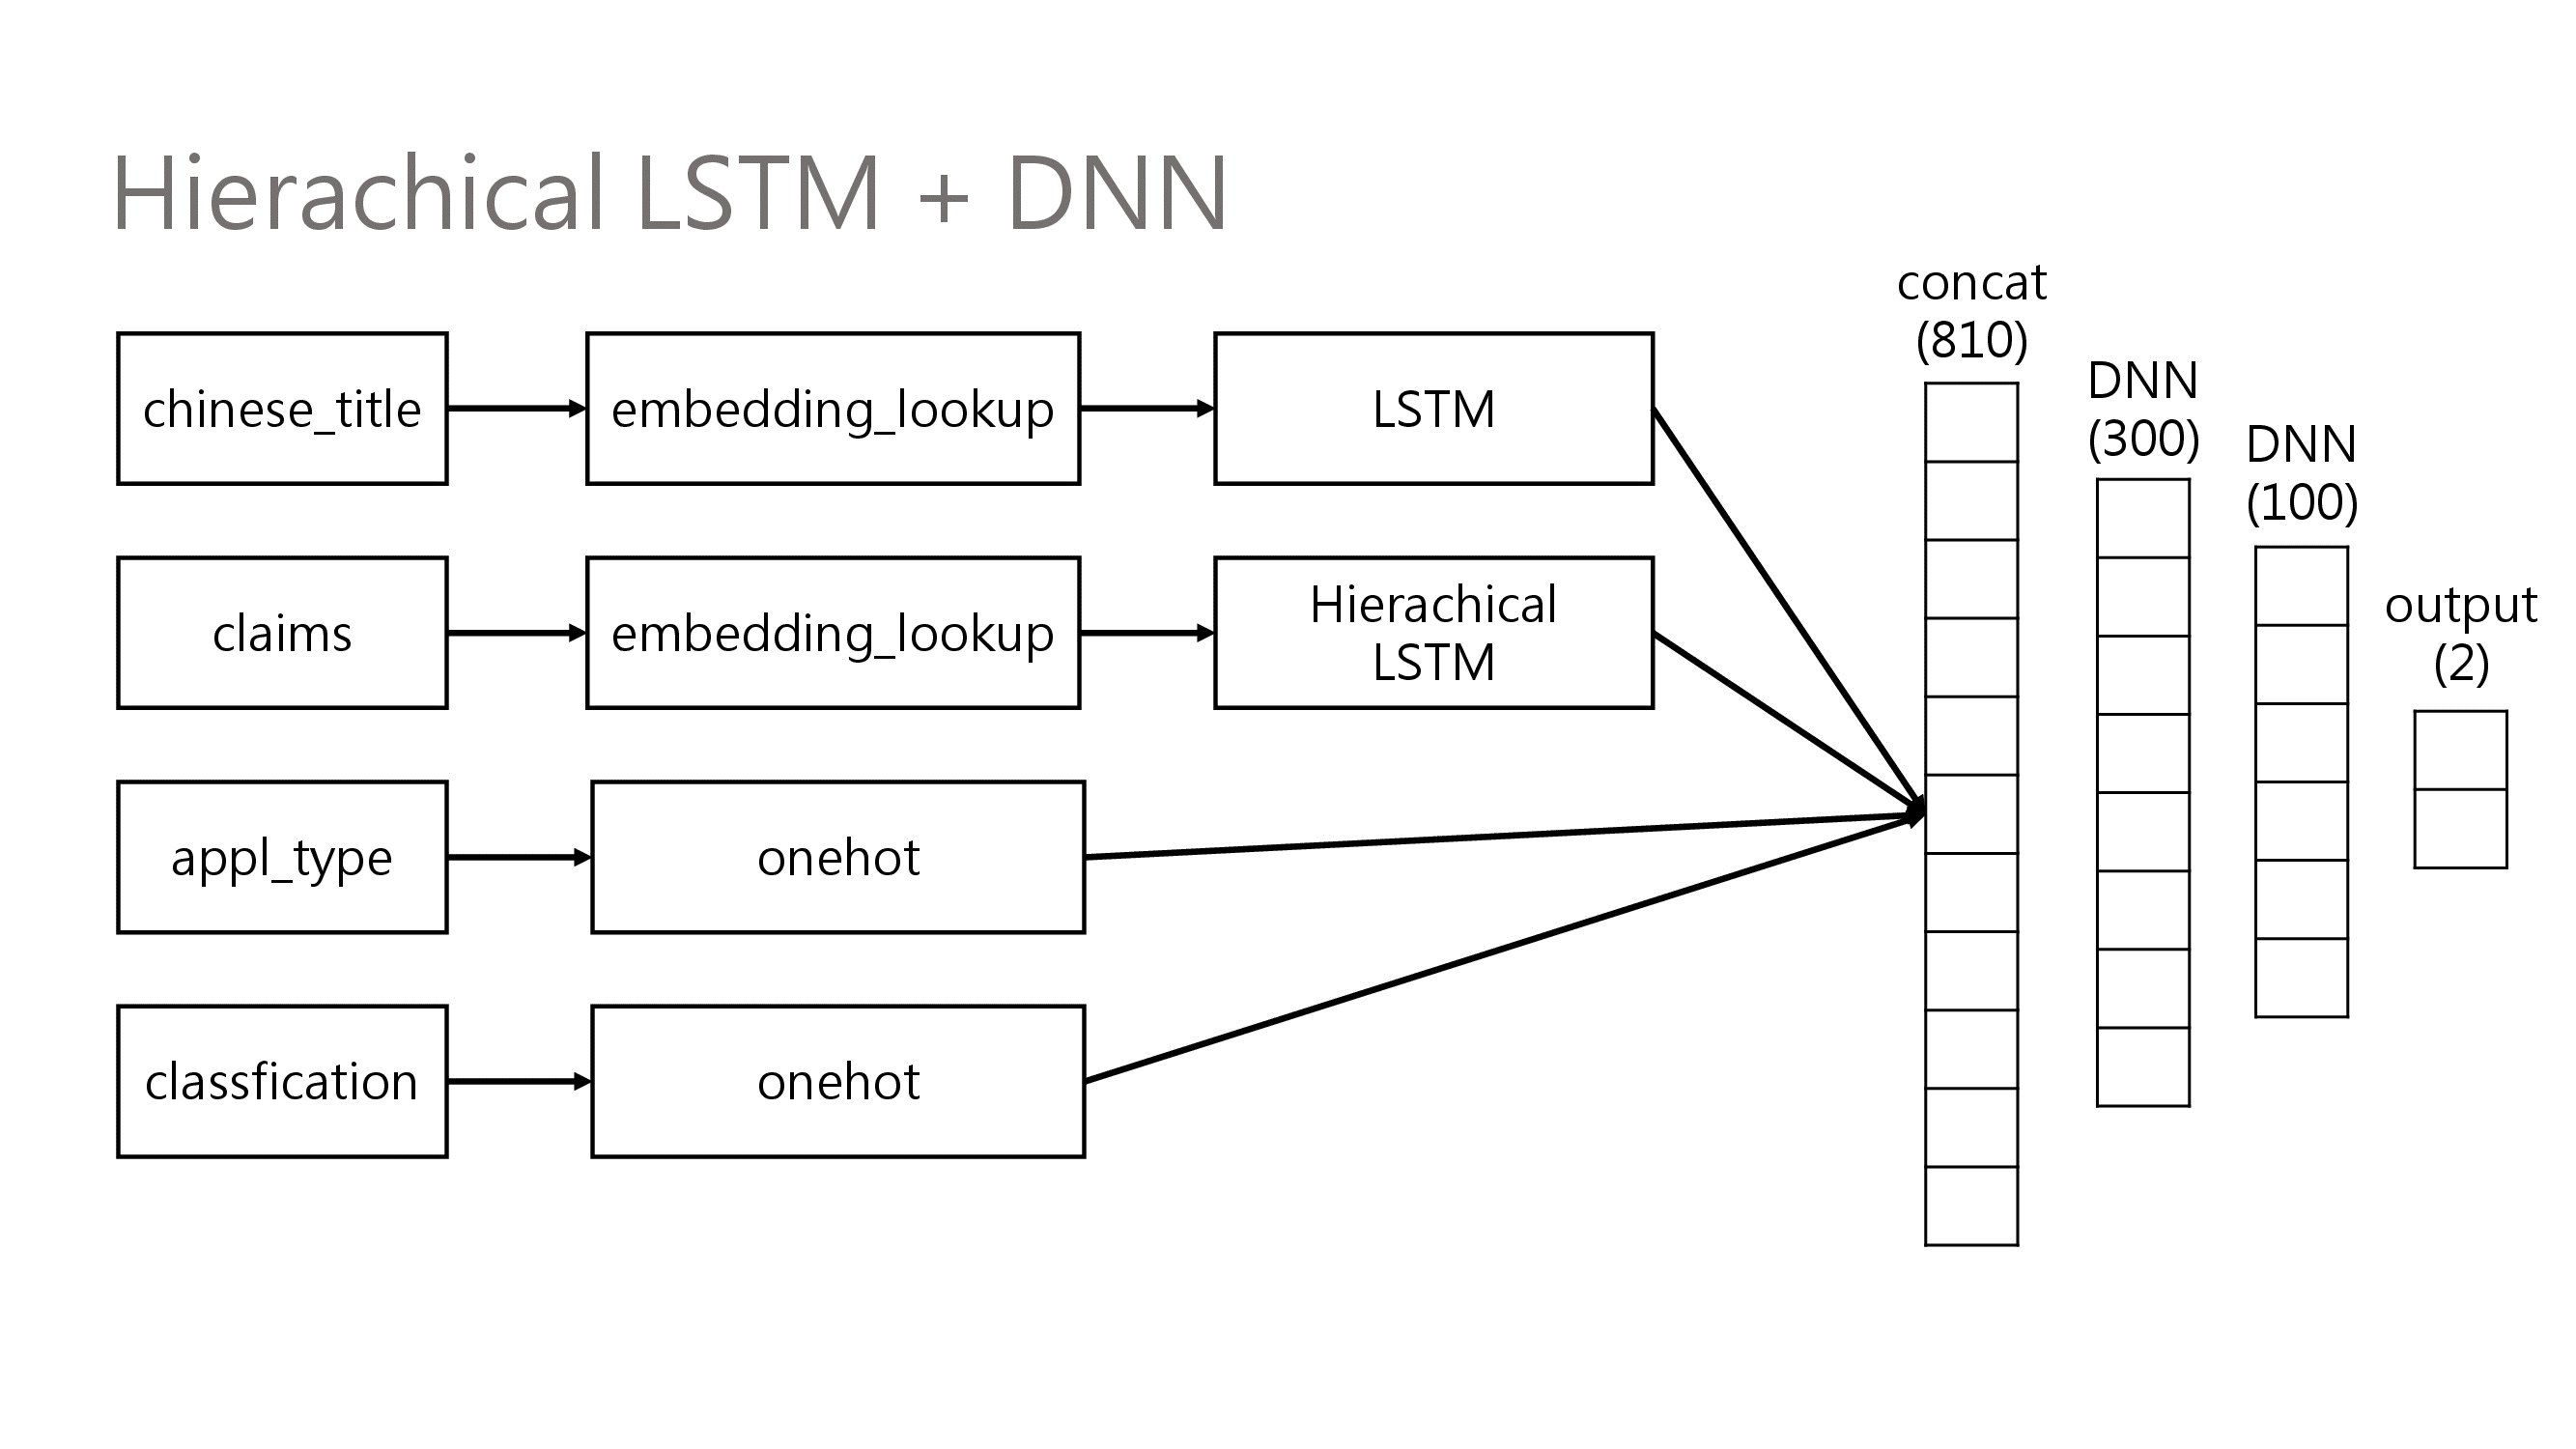 Hierachical LSTM + DNN
chinese_title
embedding_lookup
LSTM
claims
embedding_lookup
Hierachical
LSTM
appl_type
onehot
classfication
onehot
concat
(810)
DNN
(300)
DNN
(100)
output
(2)